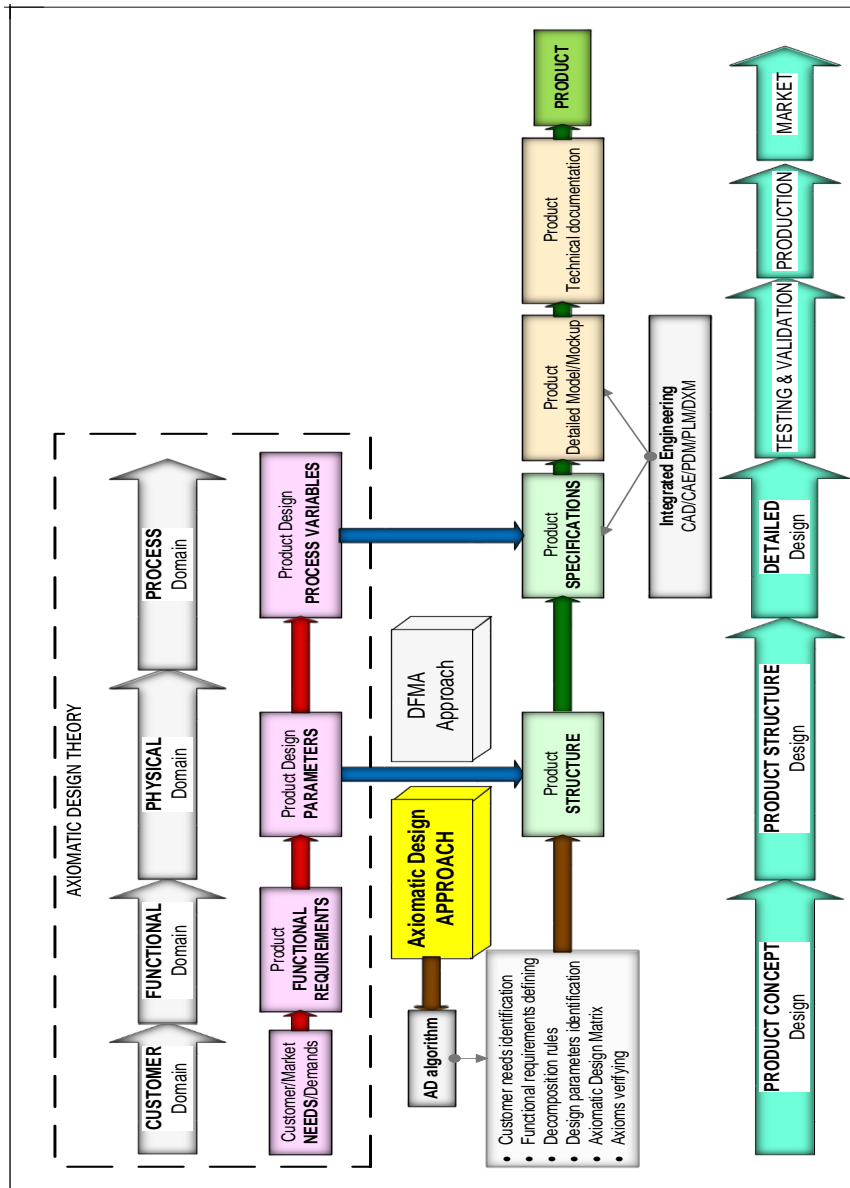 AXIOMATIC DESIGN THEORY
CUSTOMER
Domain
FUNCTIONAL
Domain
PHYSICAL
Domain
PROCESS
Domain
Customer/Market
NEEDS/Demands
Product
FUNCTIONAL
REQUIREMENTS
Product Design
PARAMETERS
Product Design
PROCESS VARIABLES
AD algorithm
Axiomatic Design
APPROACH
DFMA
Approach
• Customer needs identification
• Functional requirements defining
• Decomposition rules
• Design parameters identification
• Axiomatic Design Matrix
• Axioms verifying
Product
STRUCTURE
Product
SPECIFICATIONS
Product
Detailed Model/Mockup
Product
Technical documentation
PRODUCT
Integrated Engineering
CAD/CAE/PDM/PLM/DXM
PRODUCT CONCEPT
Design
PRODUCT STRUCTURE
Design
DETAILED
Design
TESTING & VALIDATION
PRODUCTION
MARKET